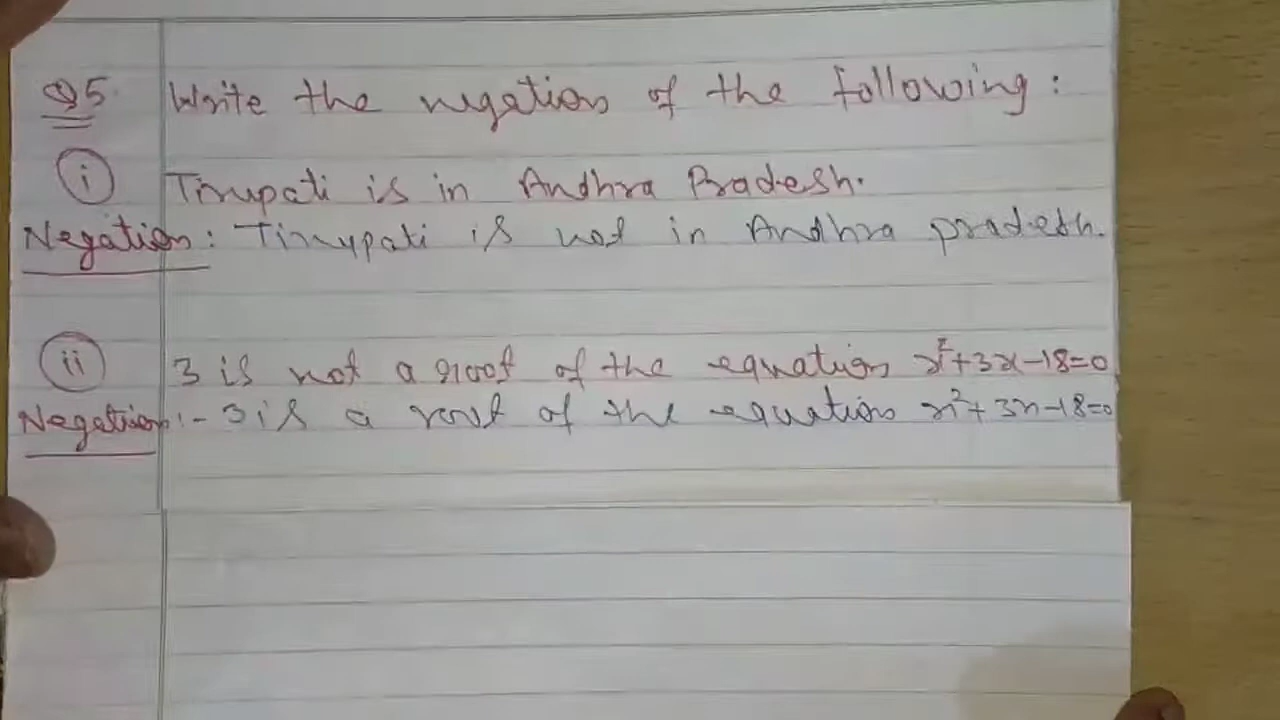 Q5. Write the negation of the following :
(i) Tirupati is in Andhra Pradesh.
Negation : Tirupati is not in Andhra pradesh.
(ii) 3 is not a root of the equation x²+3x-18=0
Negation :- 3 is a root of the equation x²+3x-18=0